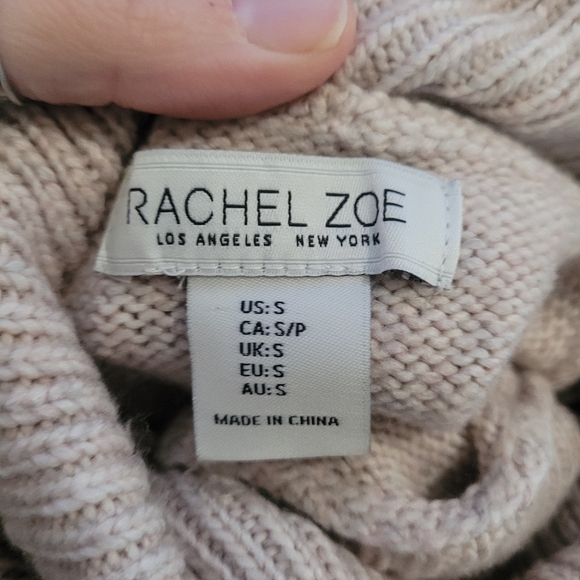 RACHEL ZOE
LOS ANGELES NEW YORK
US: S
CA: S/P
UK: S
EU: S
AU: S
MADE IN CHINA